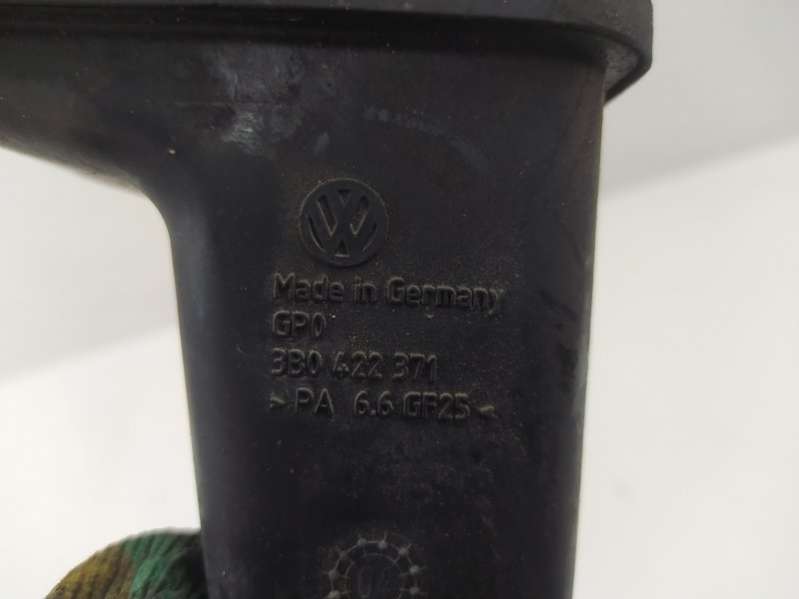 Made in Germany
GP0
3B0 422 371
>PA 6.6 GF25<